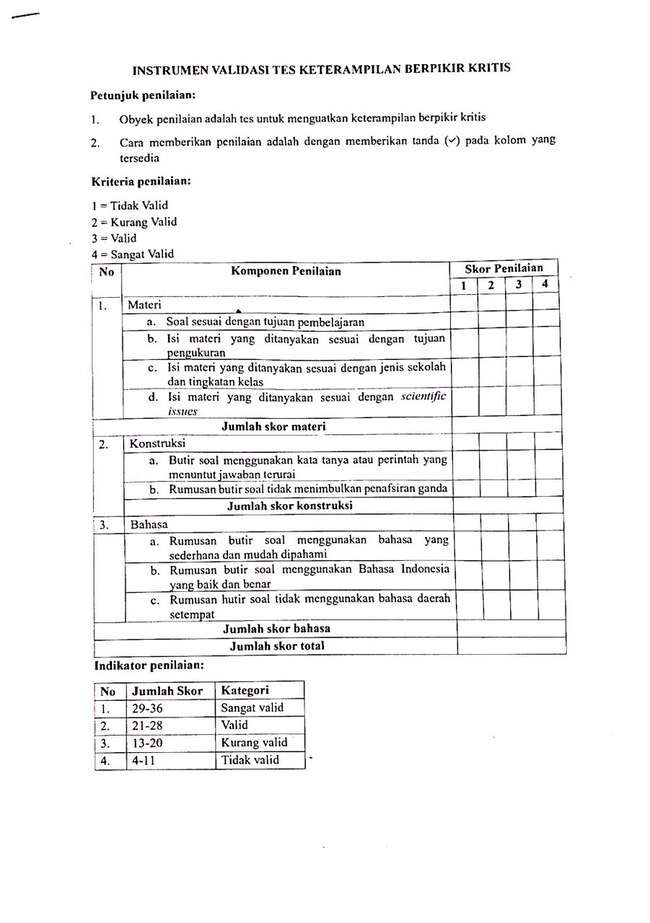 INSTRUMEN VALIDASI TES KETERAMPILAN BERPIKIR KRITIS
Petunjuk penilaian:
1. Obyek penilaian adalah tes untuk menguatkan keterampilan berpikir kritis
2. Cara memberikan penilaian adalah dengan memberikan tanda (✓) pada kolom yang
tersedia
Kriteria penilaian:
1 = Tidak Valid
2 = Kurang Valid
3 = Valid
4 = Sangat Valid
No Komponen Penilaian Skor Penilaian
1 2 3 4
1. Materi
a. Soal sesuai dengan tujuan pembelajaran
b. Isi materi yang ditanyakan sesuai dengan tujuan
pengukuran
c. Isi materi yang ditanyakan sesuai dengan jenis sekolah
dan tingkatan kelas
d. Isi materi yang ditanyakan sesuai dengan scientific
issues
Jumlah skor materi
2. Konstruksi
a. Butir soal menggunakan kata tanya atau perintah yang
menuntut jawaban terurai
b. Rumusan butir soal tidak menimbulkan penafsiran ganda
Jumlah skor konstruksi
3. Bahasa
a. Rumusan butir soal menggunakan bahasa yang
sederhana dan mudah dipahami
b. Rumusan butir soal menggunakan Bahasa Indonesia
yang baik dan benar
c. Rumusan hutir soal tidak menggunakan bahasa daerah
setempat
Jumlah skor bahasa
Jumlah skor total
Indikator penilaian:
No Jumlah Skor Kategori
1. 29-36 Sangat valid
2. 21-28 Valid
3. 13-20 Kurang valid
4. 4-11 Tidak valid